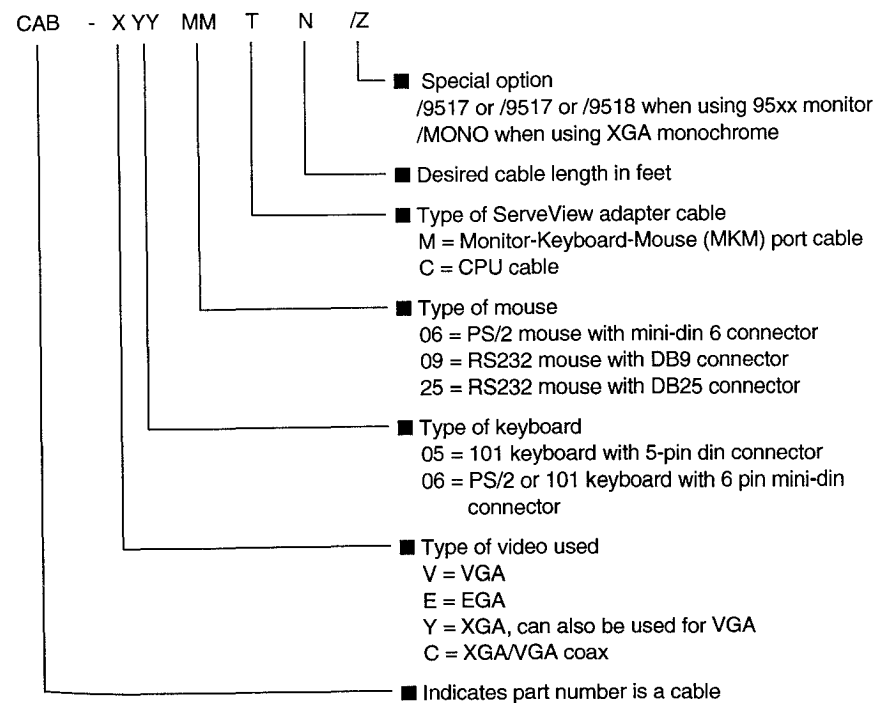 CAB - X YY MM T N /Z
■ Special option
/9517 or /9517 or /9518 when using 95xx monitor
/MONO when using XGA monochrome
■ Desired cable length in feet
■ Type of ServeView adapter cable
M = Monitor-Keyboard-Mouse (MKM) port cable
C = CPU cable
■ Type of mouse
06 = PS/2 mouse with mini-din 6 connector
09 = RS232 mouse with DB9 connector
25 = RS232 mouse with DB25 connector
■ Type of keyboard
05 = 101 keyboard with 5-pin din connector
06 = PS/2 or 101 keyboard with 6 pin mini-din
connector
■ Type of video used
V = VGA
E = EGA
Y = XGA, can also be used for VGA
C = XGA/VGA coax
■ Indicates part number is a cable